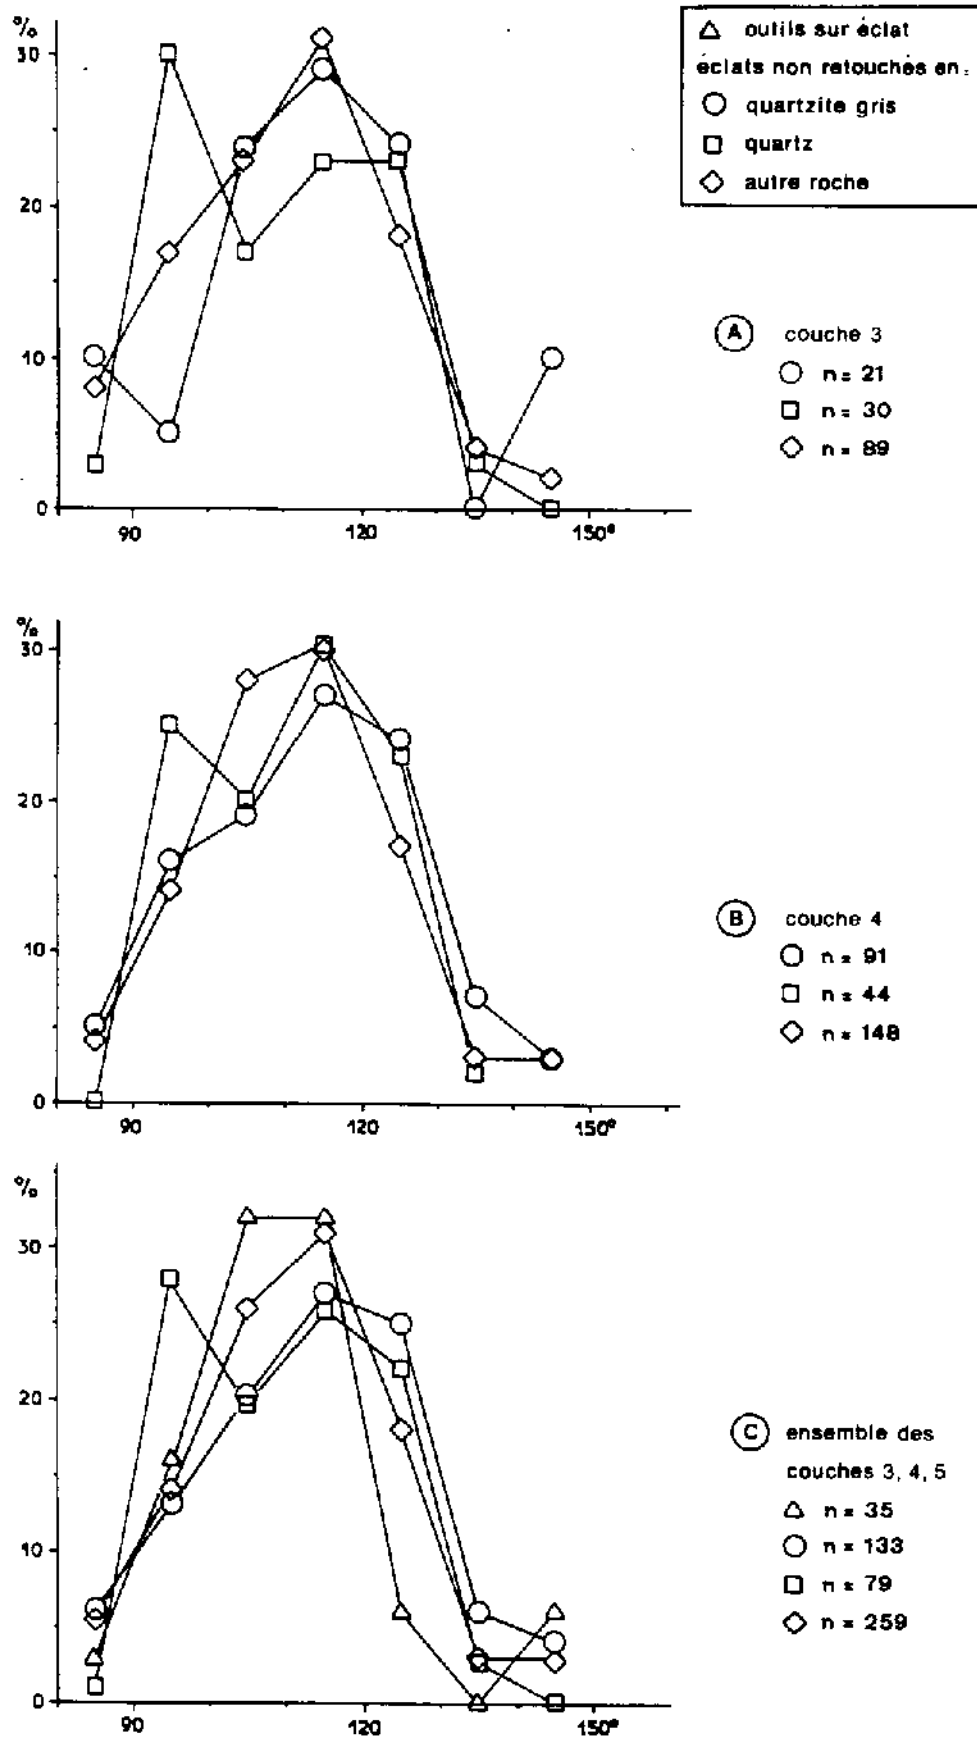 %
30
20
10
0
90
120
150°
outils sur éclat
éclats non retouchés en:
quartzite gris
quartz
autre roche
A couche 3
n = 21
n = 30
n = 89
%
30
20
10
0
90
120
150°
B couche 4
n = 91
n = 44
n = 148
%
30
20
10
0
90
120
150°
C ensemble des
couches 3, 4, 5
n = 35
n = 133
n = 79
n = 259